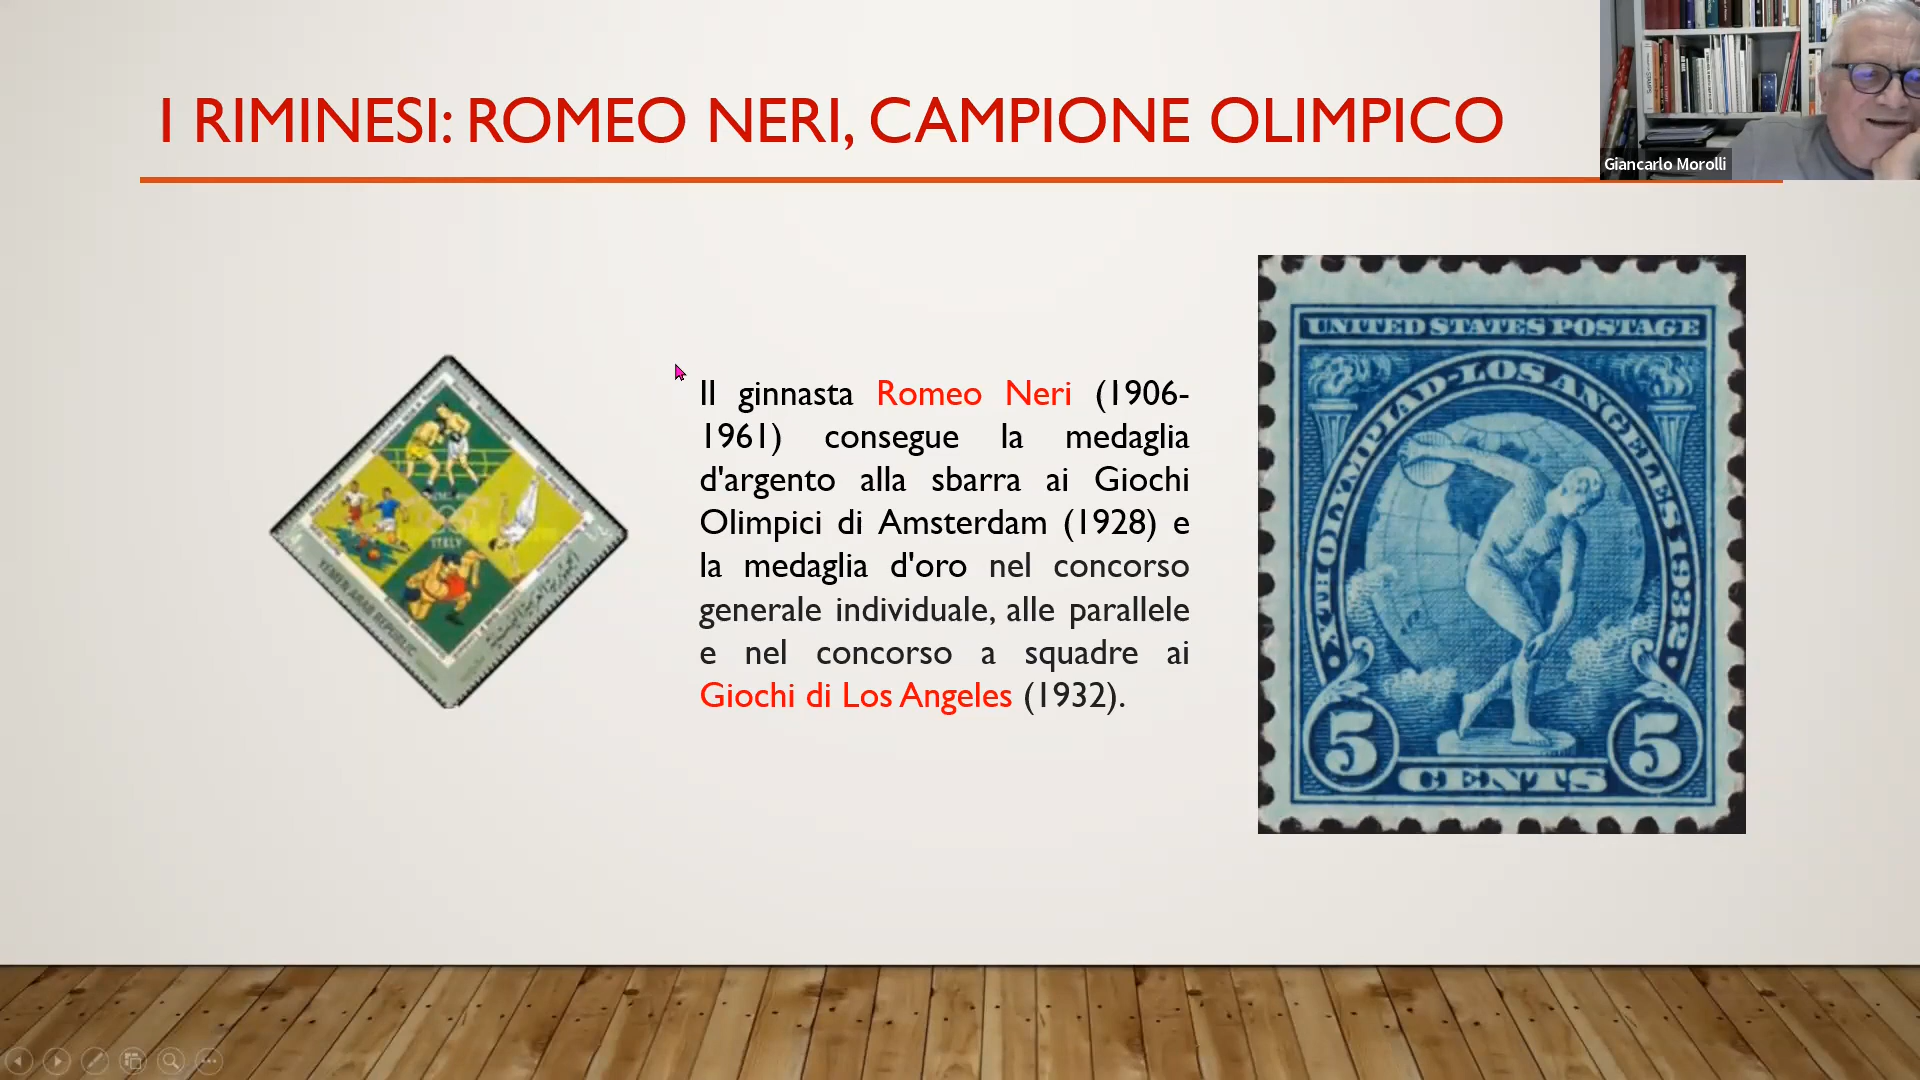 I RIMINESI: ROMEO NERI, CAMPIONE OLIMPICO
Giancarlo Morolli
Il ginnasta Romeo Neri (1906-
1961) consegue la medaglia
d'argento alla sbarra ai Giochi
Olimpici di Amsterdam (1928) e
la medaglia d'oro nel concorso
generale individuale, alle parallele
e nel concorso a squadre ai
Giochi di Los Angeles (1932).
ITALY
YEMEN ARAB REPUBLIC
UNITED STATES POSTAGE
XTH OLYMPIAD-LOS ANGELES 1932
5 5
CENTS